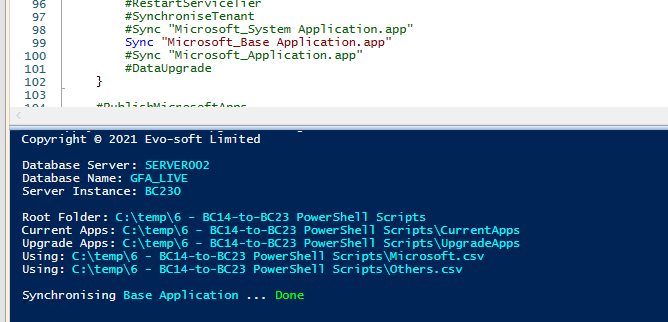 96 #RestartServiceTier
97 #SynchroniseTenant
98 #Sync "Microsoft_System Application.app"
99 Sync "Microsoft_Base Application.app"
100 #Sync "Microsoft_Application.app"
101 #DataUpgrade
102 }
103
104 #PublishMicrosoftApps
Copyright © 2021 Evo-soft Limited
Database Server: SERVER002
Database Name: GFA_LIVE
Server Instance: BC230
Root Folder: C:\temp\6 - BC14-to-BC23 PowerShell Scripts
Current Apps: C:\temp\6 - BC14-to-BC23 PowerShell Scripts\CurrentApps
Upgrade Apps: C:\temp\6 - BC14-to-BC23 PowerShell Scripts\UpgradeApps
Using: C:\temp\6 - BC14-to-BC23 PowerShell Scripts\Microsoft.csv
Using: C:\temp\6 - BC14-to-BC23 PowerShell Scripts\Others.csv
Synchronising Base Application ... Done